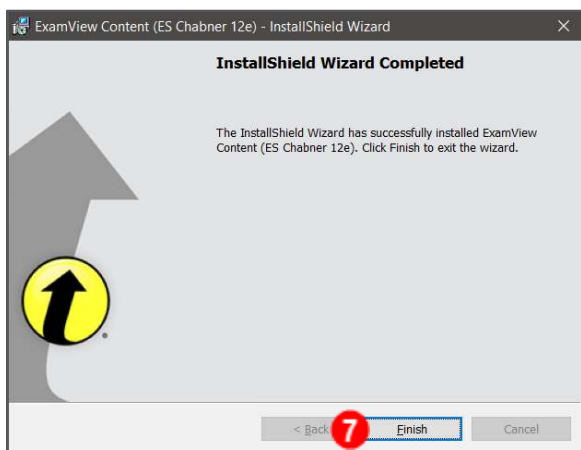 ExamView Content (ES Chabner 12e) - InstallShield Wizard
InstallShield Wizard Completed
The InstallShield Wizard has successfully installed ExamView
Content (ES Chabner 12e). Click Finish to exit the wizard.
< Back 7 Finish Cancel